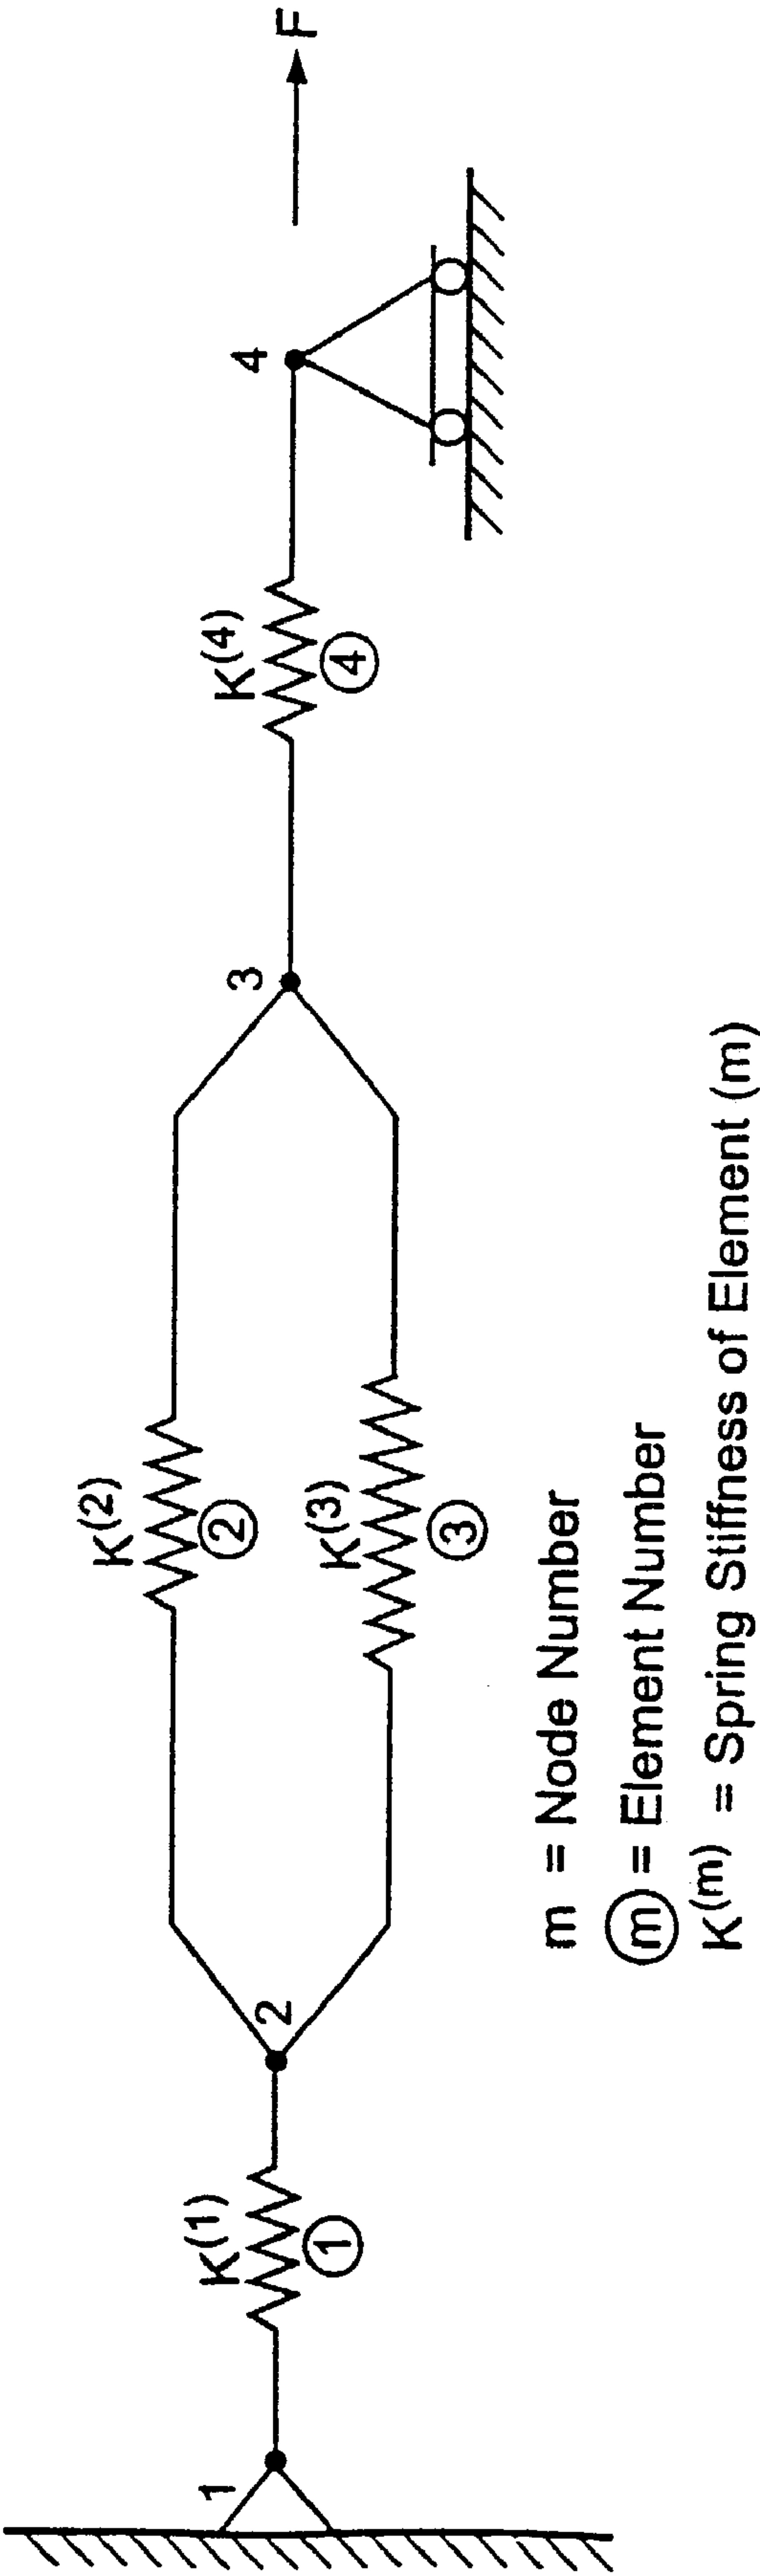 F
4
K(4)
④
3
K(2)
②
K(3)
③
2
K(1)
①
1
m = Node Number
ⓜ = Element Number
K(m) = Spring Stiffness of Element (m)